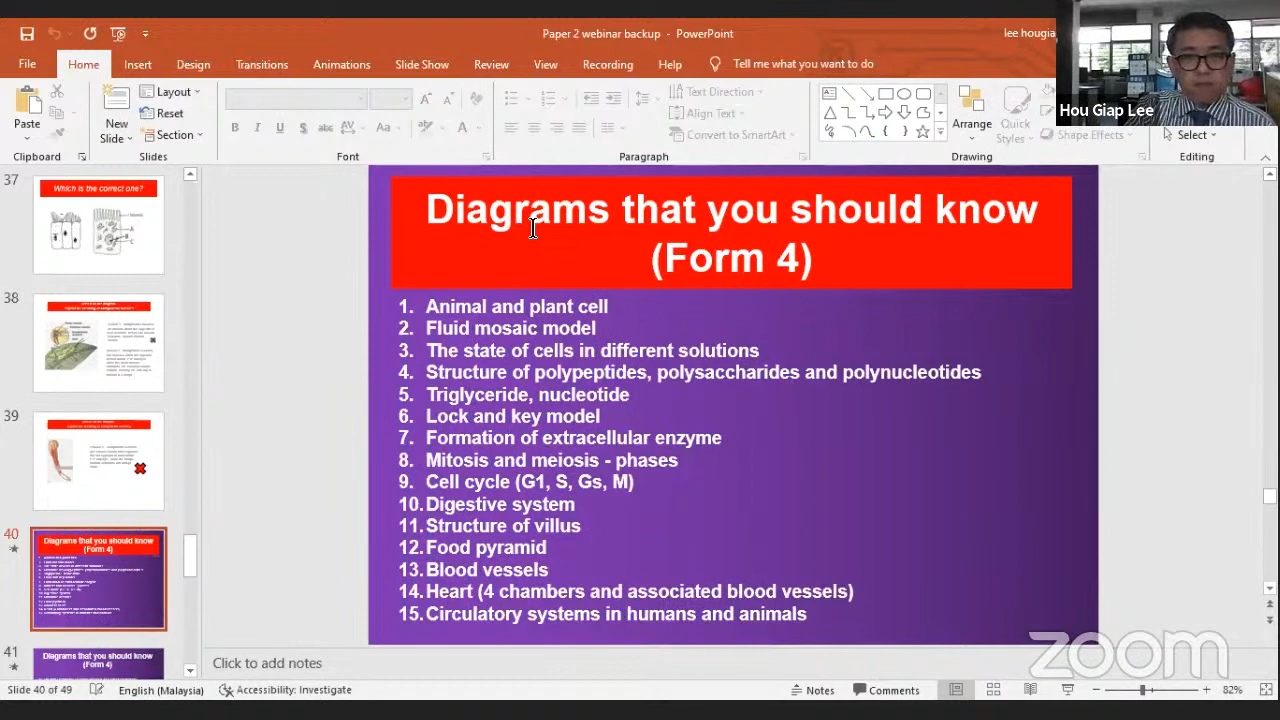 Paper 2 webinar backup - PowerPoint
lee hougia
File Home Insert Design Transitions Animations Slide Show Review View Recording Help Tell me what you want to do
Hou Giap Lee
Paste
New Slide
Layout
Reset
Section
B I U S abc AV Aa A
Text Direction
Align Text
Convert to SmartArt
Arrange
Quick Styles
Shape Effects
Select
Clipboard Slides Font Paragraph Drawing Editing
37
Which is the correct one?
38
39
40
Diagrams that you should know
(Form 4)
41
Diagrams that you should know
(Form 4)
Diagrams that you should know
(Form 4)
1. Animal and plant cell
2. Fluid mosaic model
3. The state of cells in different solutions
4. Structure of polypeptides, polysaccharides and polynucleotides
5. Triglyceride, nucleotide
6. Lock and key model
7. Formation of extracellular enzyme
8. Mitosis and meiosis - phases
9. Cell cycle (G1, S, Gs, M)
10. Digestive system
11. Structure of villus
12. Food pyramid
13. Blood vessels
14. Heart (4 chambers and associated blood vessels)
15. Circulatory systems in humans and animals
zoom
Click to add notes
Slide 40 of 49 English (Malaysia) Accessibility: Investigate Notes Comments 82%